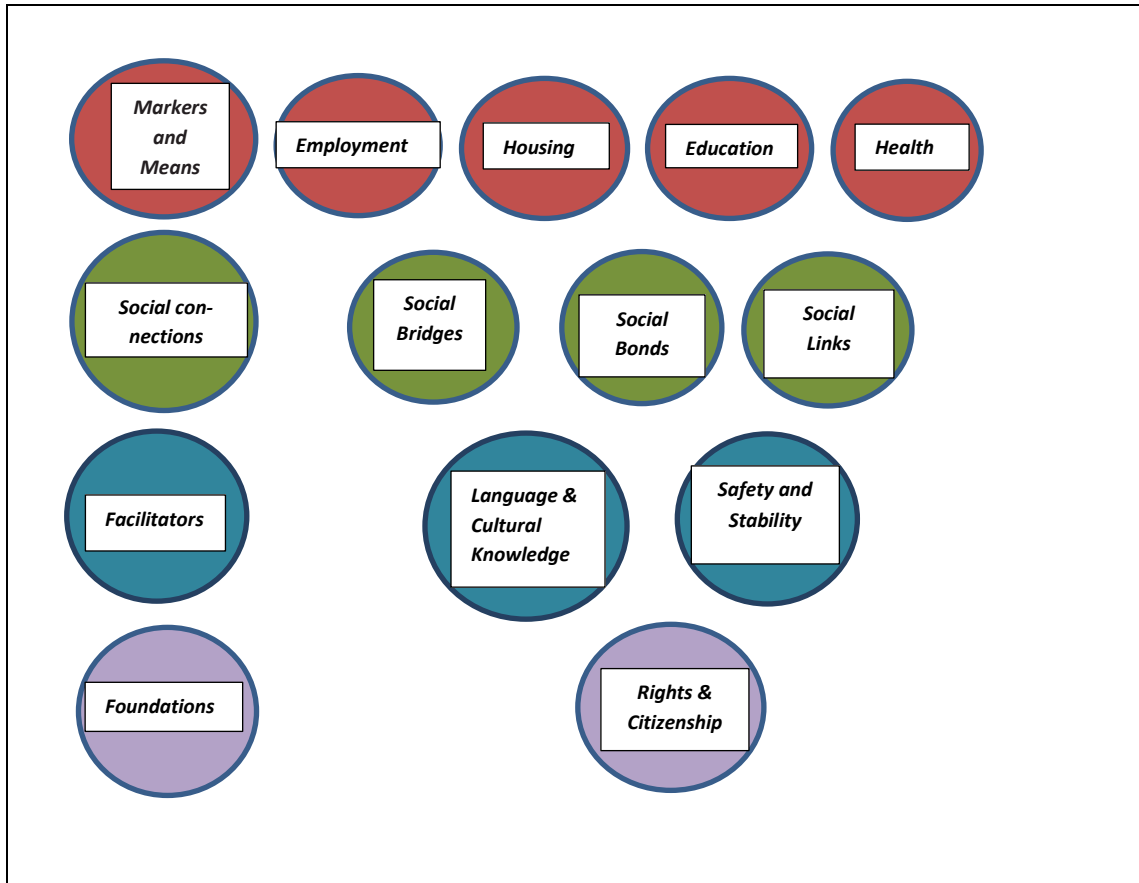 Markers
and
Means
Employment
Housing
Education
Health
Social con-
nections
Social
Bridges
Social
Bonds
Social
Links
Facilitators
Language &
Cultural
Knowledge
Safety and
Stability
Foundations
Rights &
Citizenship